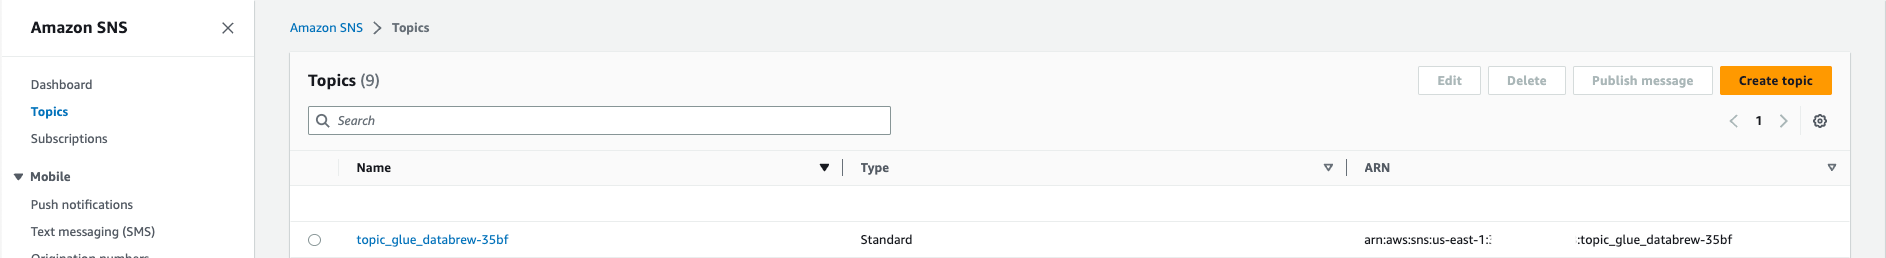 Amazon SNS
Amazon SNS > Topics
Topics (9)
Edit
Delete
Publish message
Create topic
Search
1
Dashboard
Topics
Subscriptions
Mobile
Push notifications
Text messaging (SMS)
Origination numbers
Name
Type
ARN
topic_glue_databrew-35bf
Standard
arn:aws:sns:us-east-1: :topic_glue_databrew-35bf